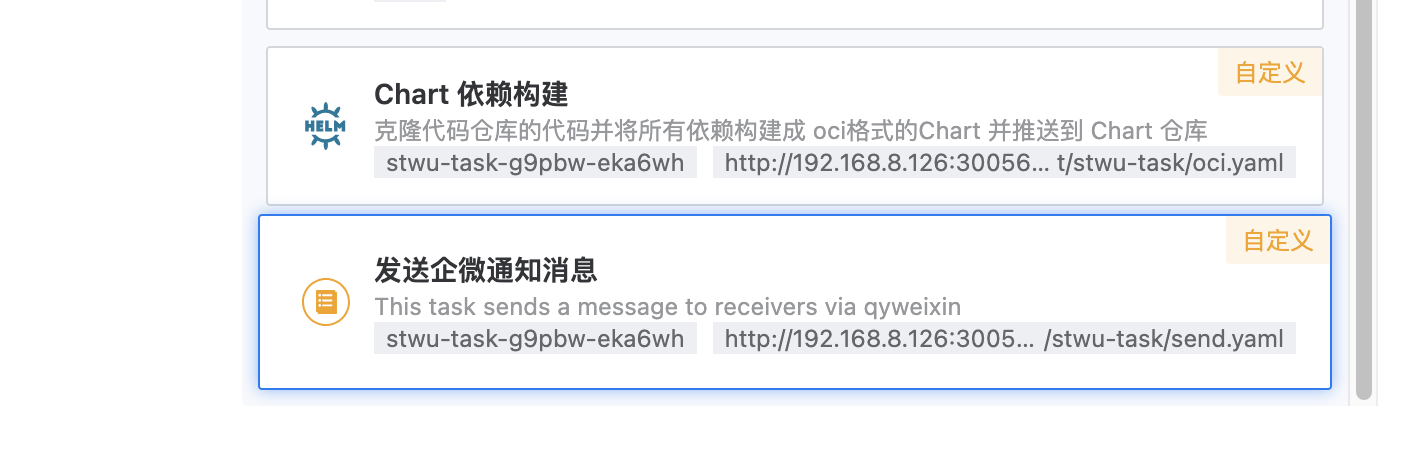 自定义
Chart 依赖构建
HELM
克隆代码仓库的代码并将所有依赖构建成 oci格式的Chart 并推送到 Chart 仓库
stwu-task-g9pbw-eka6wh http://192.168.8.126:30056... t/stwu-task/oci.yaml
自定义
发送企微通知消息
This task sends a message to receivers via qyweixin
stwu-task-g9pbw-eka6wh http://192.168.8.126:3005... /stwu-task/send.yaml